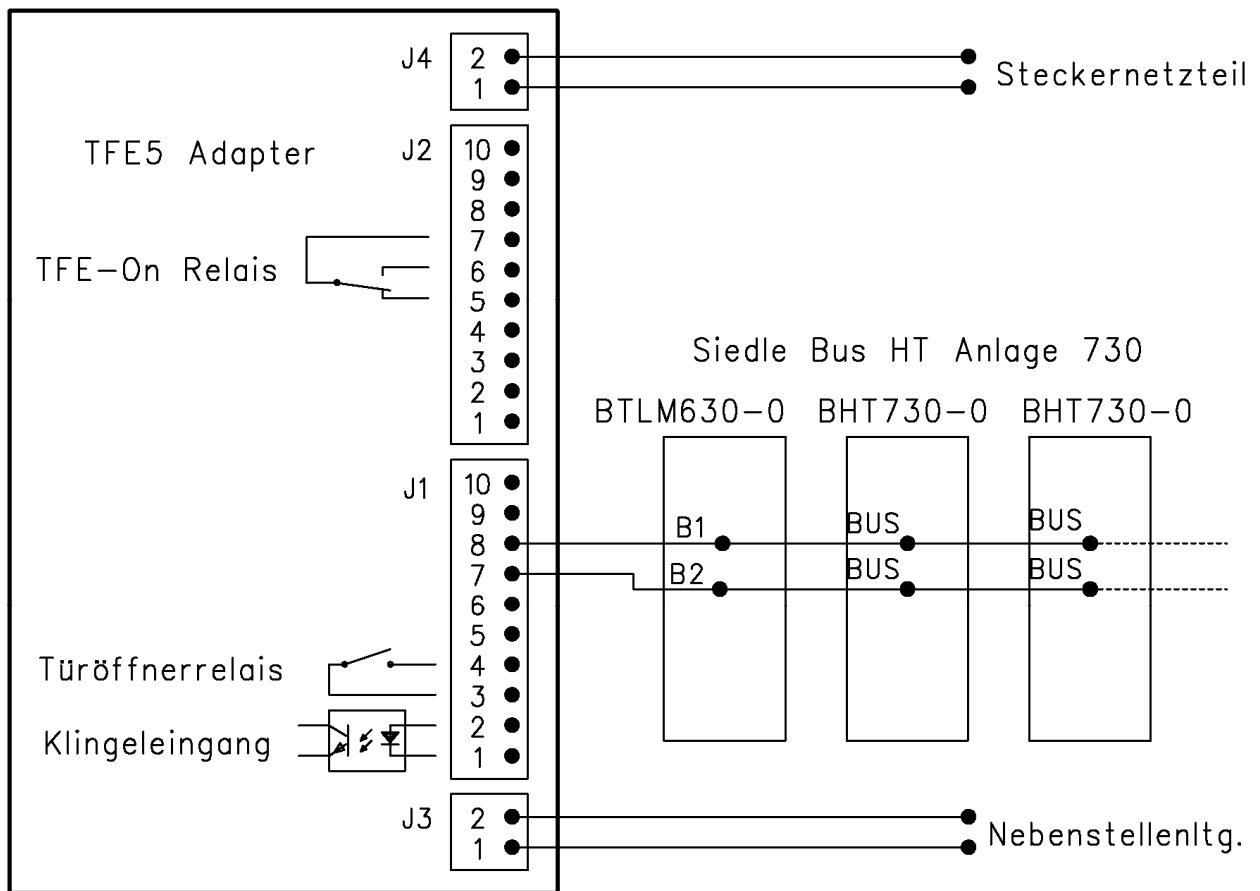 J4
2
1
Steckernetzteil
TFE5 Adapter
J2
10
9
8
7
6
5
4
3
2
1
TFE-On Relais
Siedle Bus HT Anlage 730
BTLM630-0 BHT730-0 BHT730-0
J1
10
9
8
7
6
5
4
3
2
1
B1 BUS BUS
B2 BUS BUS
Türöffnerrelais
Klingeleingang
J3
2
1
Nebenstellenltg.